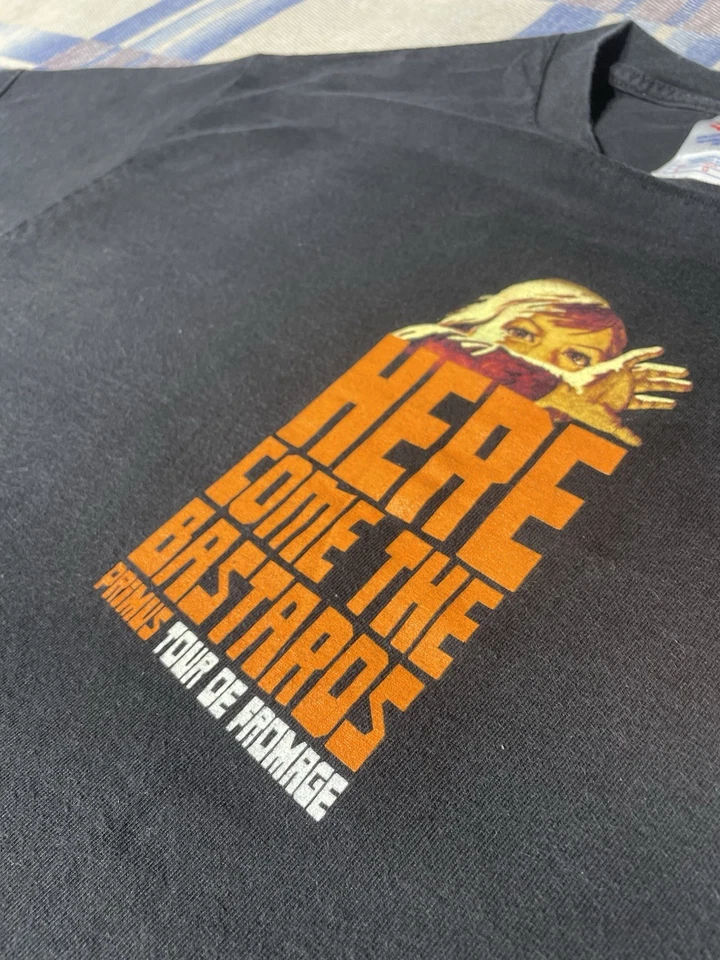 HERE
COME THE
BASTARDS
PRIMUS TOUR DE FROMAGE